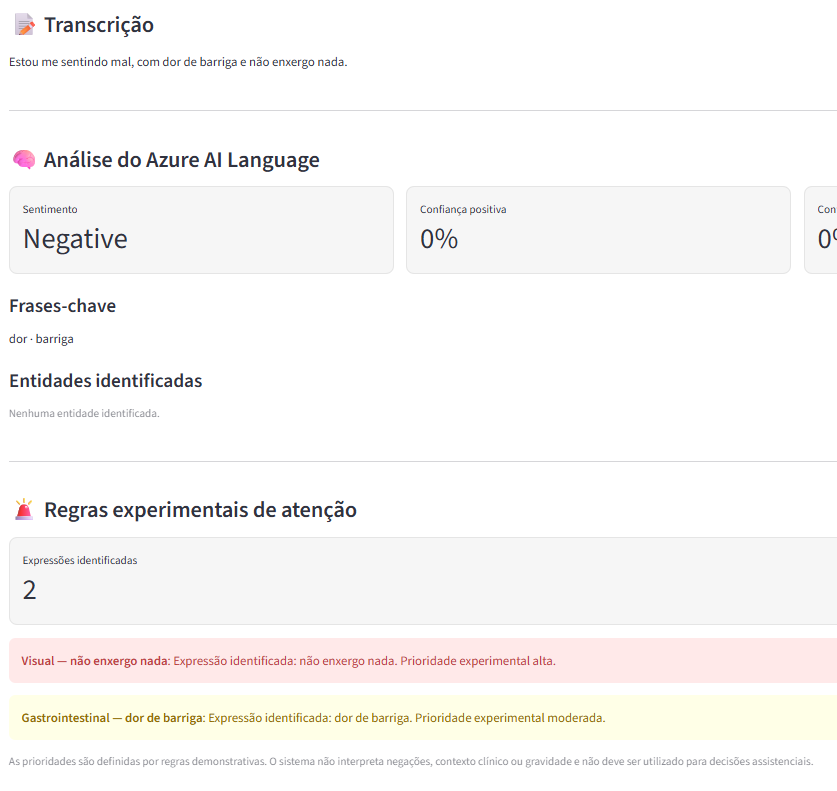 Transcrição
Estou me sentindo mal, com dor de barriga e não enxergo nada.
Análise do Azure AI Language
Sentimento
Negative
Confiança positiva
0%
Frases-chave
dor · barriga
Entidades identificadas
Nenhuma entidade identificada.
Regras experimentais de atenção
Expressões identificadas
2
Visual — não enxergo nada: Expressão identificada: não enxergo nada. Prioridade experimental alta.
Gastrointestinal — dor de barriga: Expressão identificada: dor de barriga. Prioridade experimental moderada.
As prioridades são definidas por regras demonstrativas. O sistema não interpreta negações, contexto clínico ou gravidade e não deve ser utilizado para decisões assistenciais.